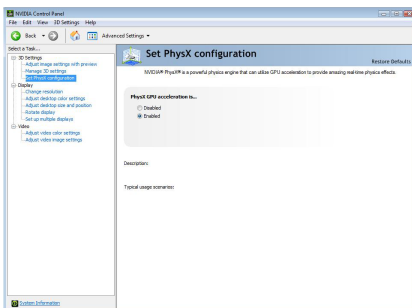 NVIDIA Control Panel
File Edit View 3D Settings Help
Back Advanced Settings
Select a Task...
3D Settings
Adjust image settings with preview
Manage 3D settings
Set PhysX configuration
Display
Change resolution
Adjust desktop color settings
Adjust desktop size and position
Rotate display
Set up multiple displays
Video
Adjust video color settings
Adjust video image settings
System Information
Set PhysX configuration
Restore Defaults
NVIDIA® PhysX® is a powerful physics engine that can utilize GPU acceleration to provide amazing real-time physics effects.
PhysX GPU acceleration is...
Disabled
Enabled
Description:
Typical usage scenarios: